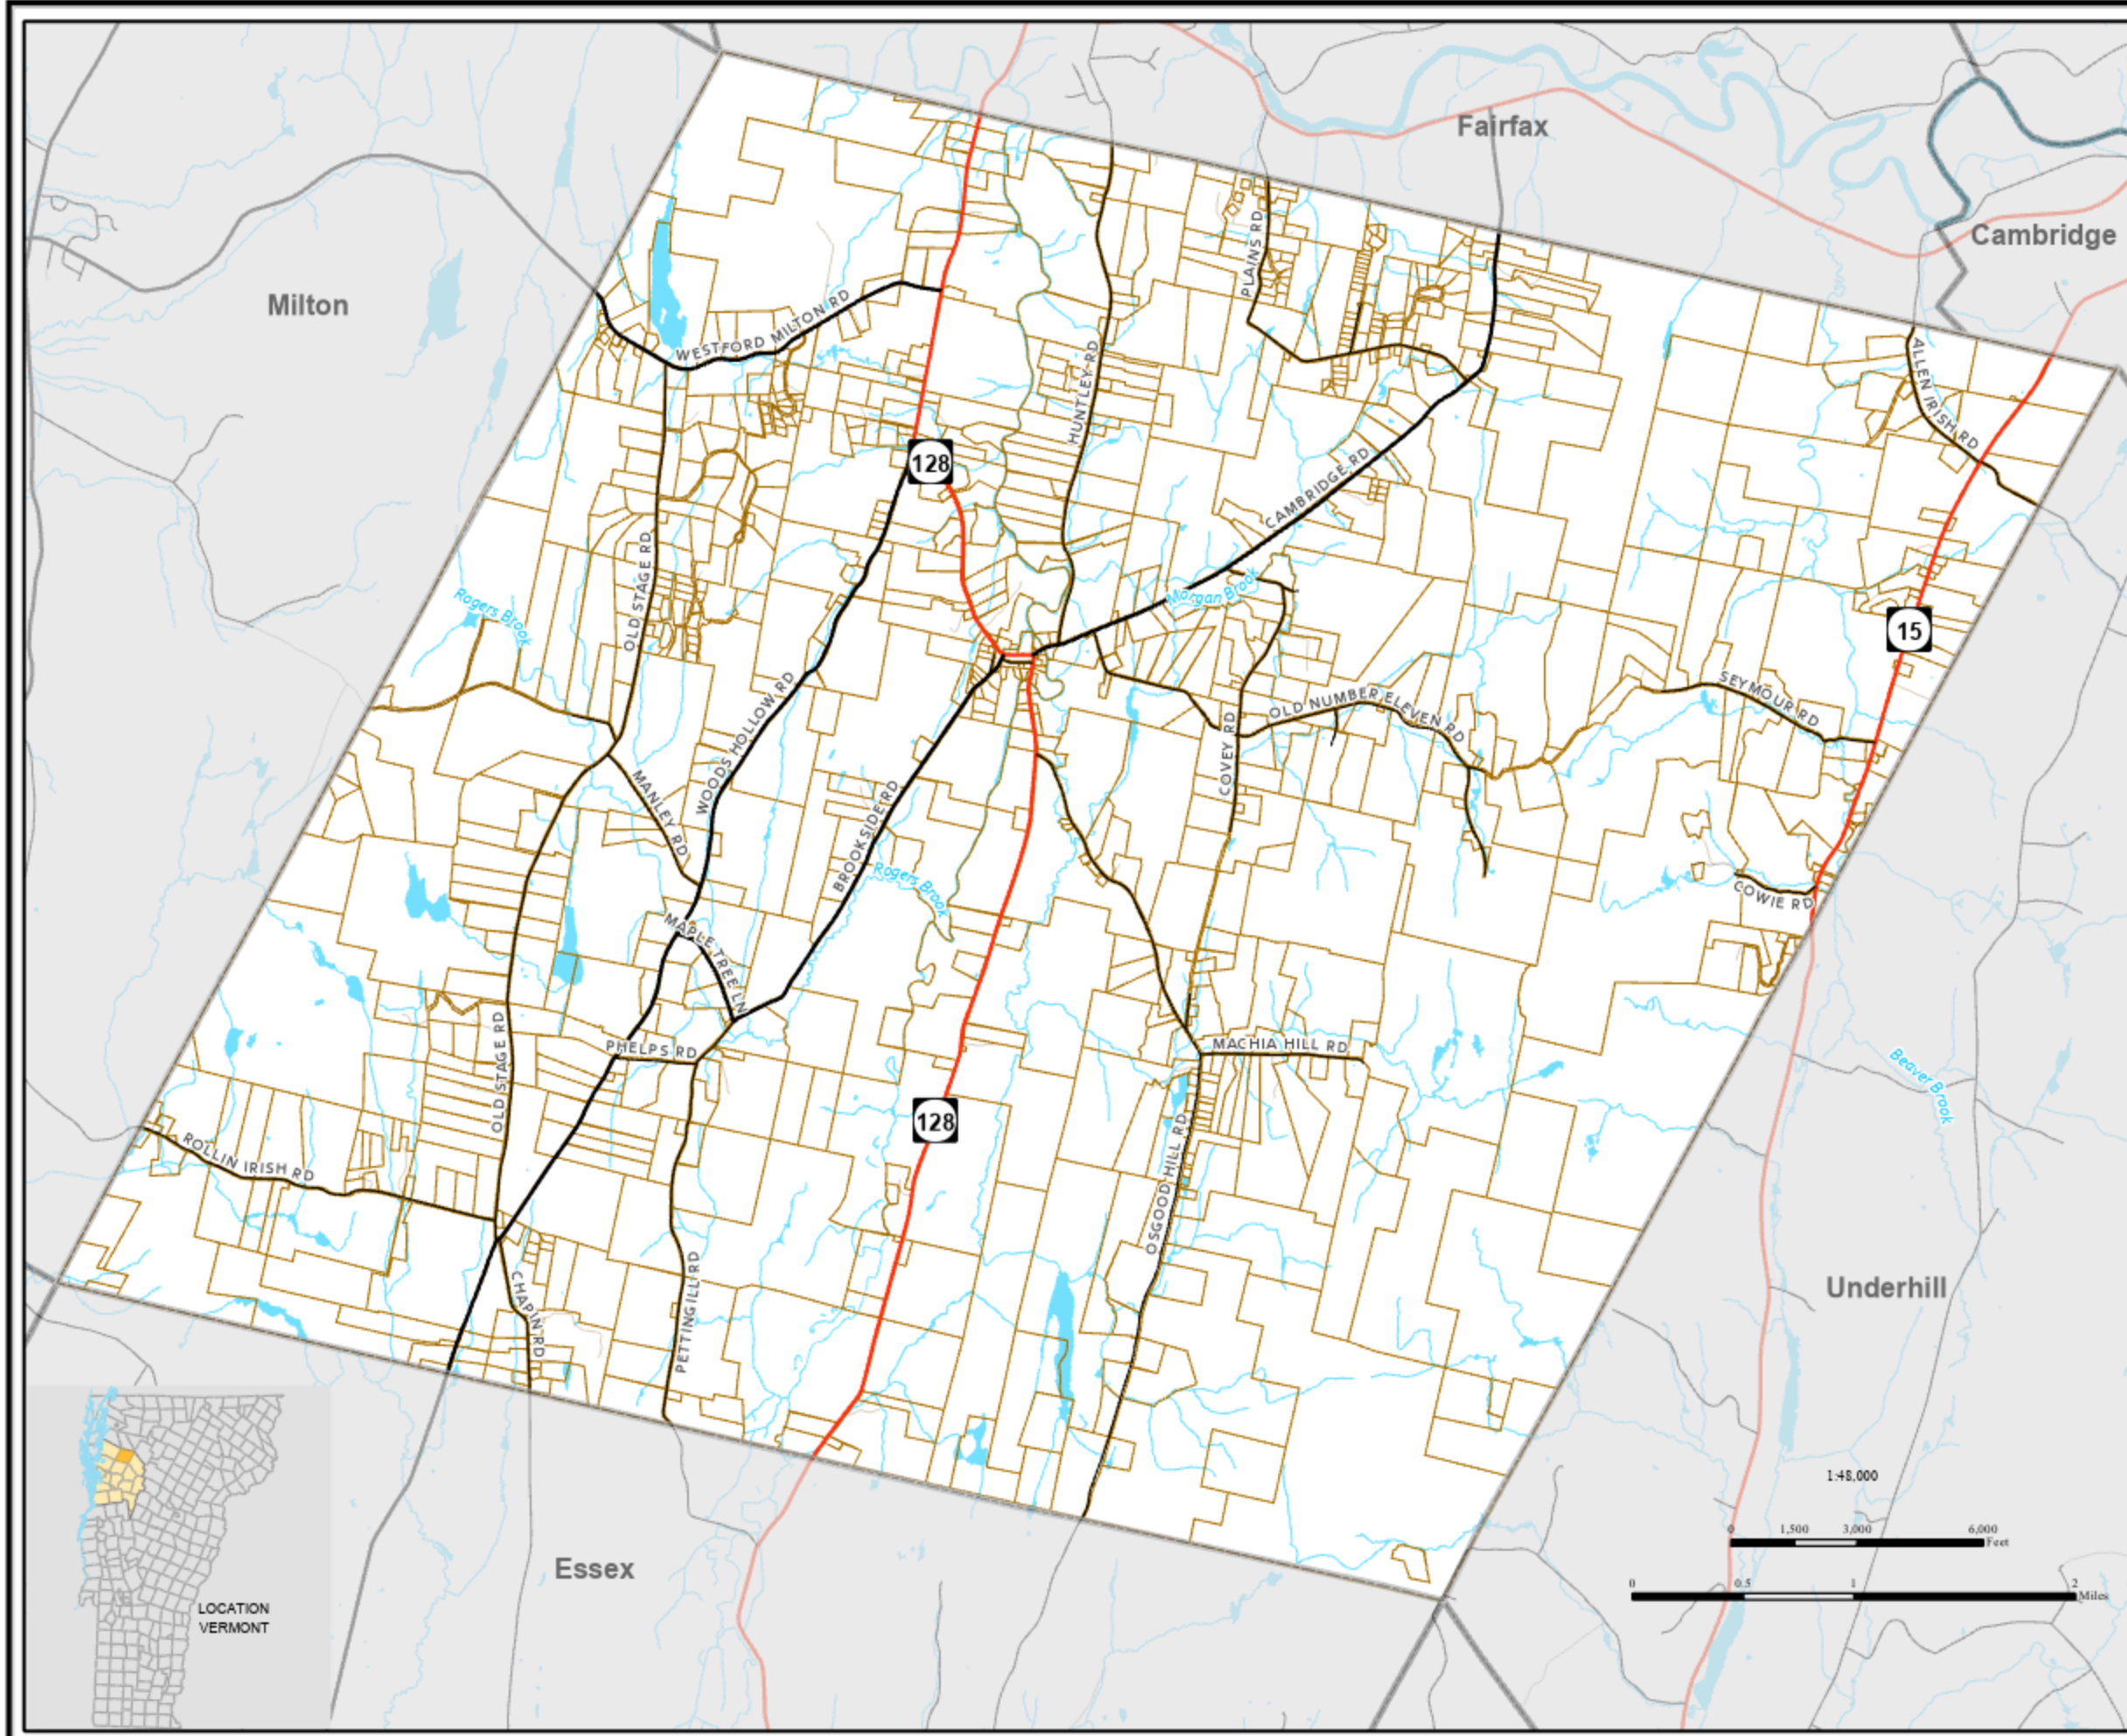 Fairfax
Cambridge
Milton
PLAINS RD
WESTFORD MILTON RD
HUNTLEY RD
ALLEN IRISH RD
128
CAMBRIDGE RD
OLD STAGE RD
Rogers Brook
Morgan Brook
15
SEYMOUR RD
WOODS HOLLOW RD
OLD NUMBER ELEVEN RD
COVEY RD
MANLEY RD
BROOKSIDE RD
Rogers Brook
COWIE RD
MAPLE TREE LN
OLD STAGE RD
PHELPS RD
MACHIA HILL RD
Beaver Brook
128
ROLLIN IRISH RD
OSGOOD HILL RD
CHAPIN RD
PETTINGILL RD
Underhill
Essex
1:48,000
0 1,500 3,000 6,000
Feet
0 0.5 1 2
Miles
LOCATION
VERMONT